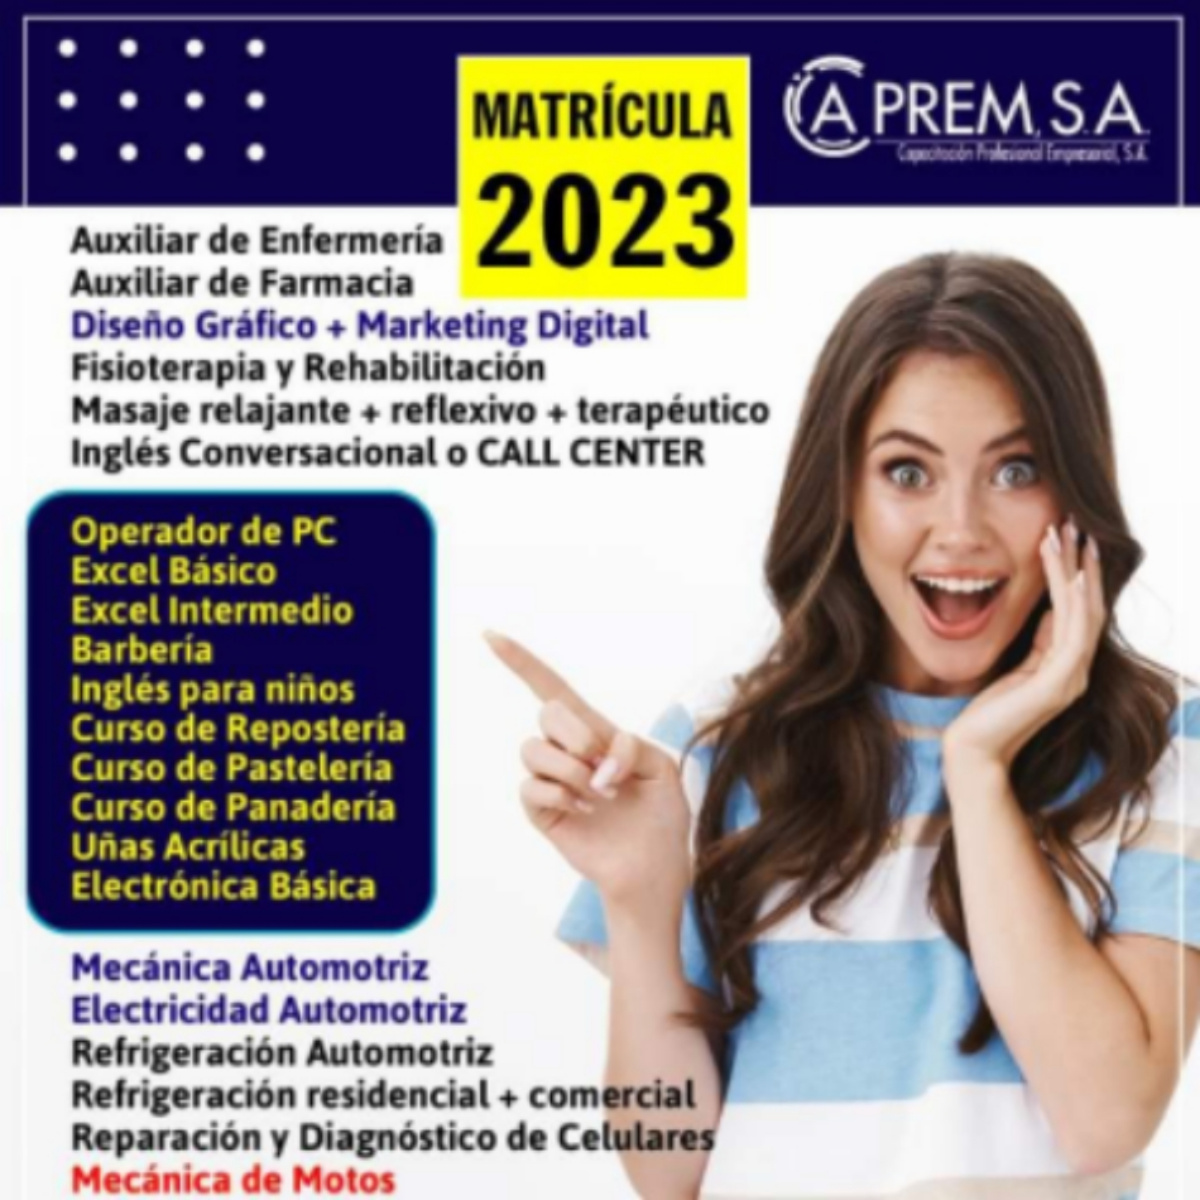 MATRÍCULA
2023
CAPREM, S.A.
Capacitación Profesional Empresarial, S.A.
Auxiliar de Enfermería
Auxiliar de Farmacia
Diseño Gráfico + Marketing Digital
Fisioterapia y Rehabilitación
Masaje relajante + reflexivo + terapéutico
Inglés Conversacional o CALL CENTER
Operador de PC
Excel Básico
Excel Intermedio
Barbería
Inglés para niños
Curso de Repostería
Curso de Pastelería
Curso de Panadería
Uñas Acrílicas
Electrónica Básica
Mecánica Automotriz
Electricidad Automotriz
Refrigeración Automotriz
Refrigeración residencial + comercial
Reparación y Diagnóstico de Celulares
Mecánica de Motos